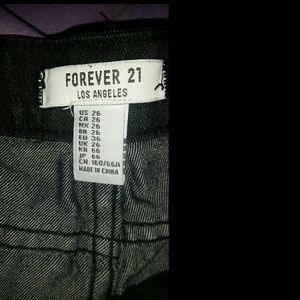 FOREVER 21
LOS ANGELES
US 26
CA 26
MX 26
BR 26
EU 36
UK 26
KA 66
JP 66
CN 160/66A
MADE IN CHINA